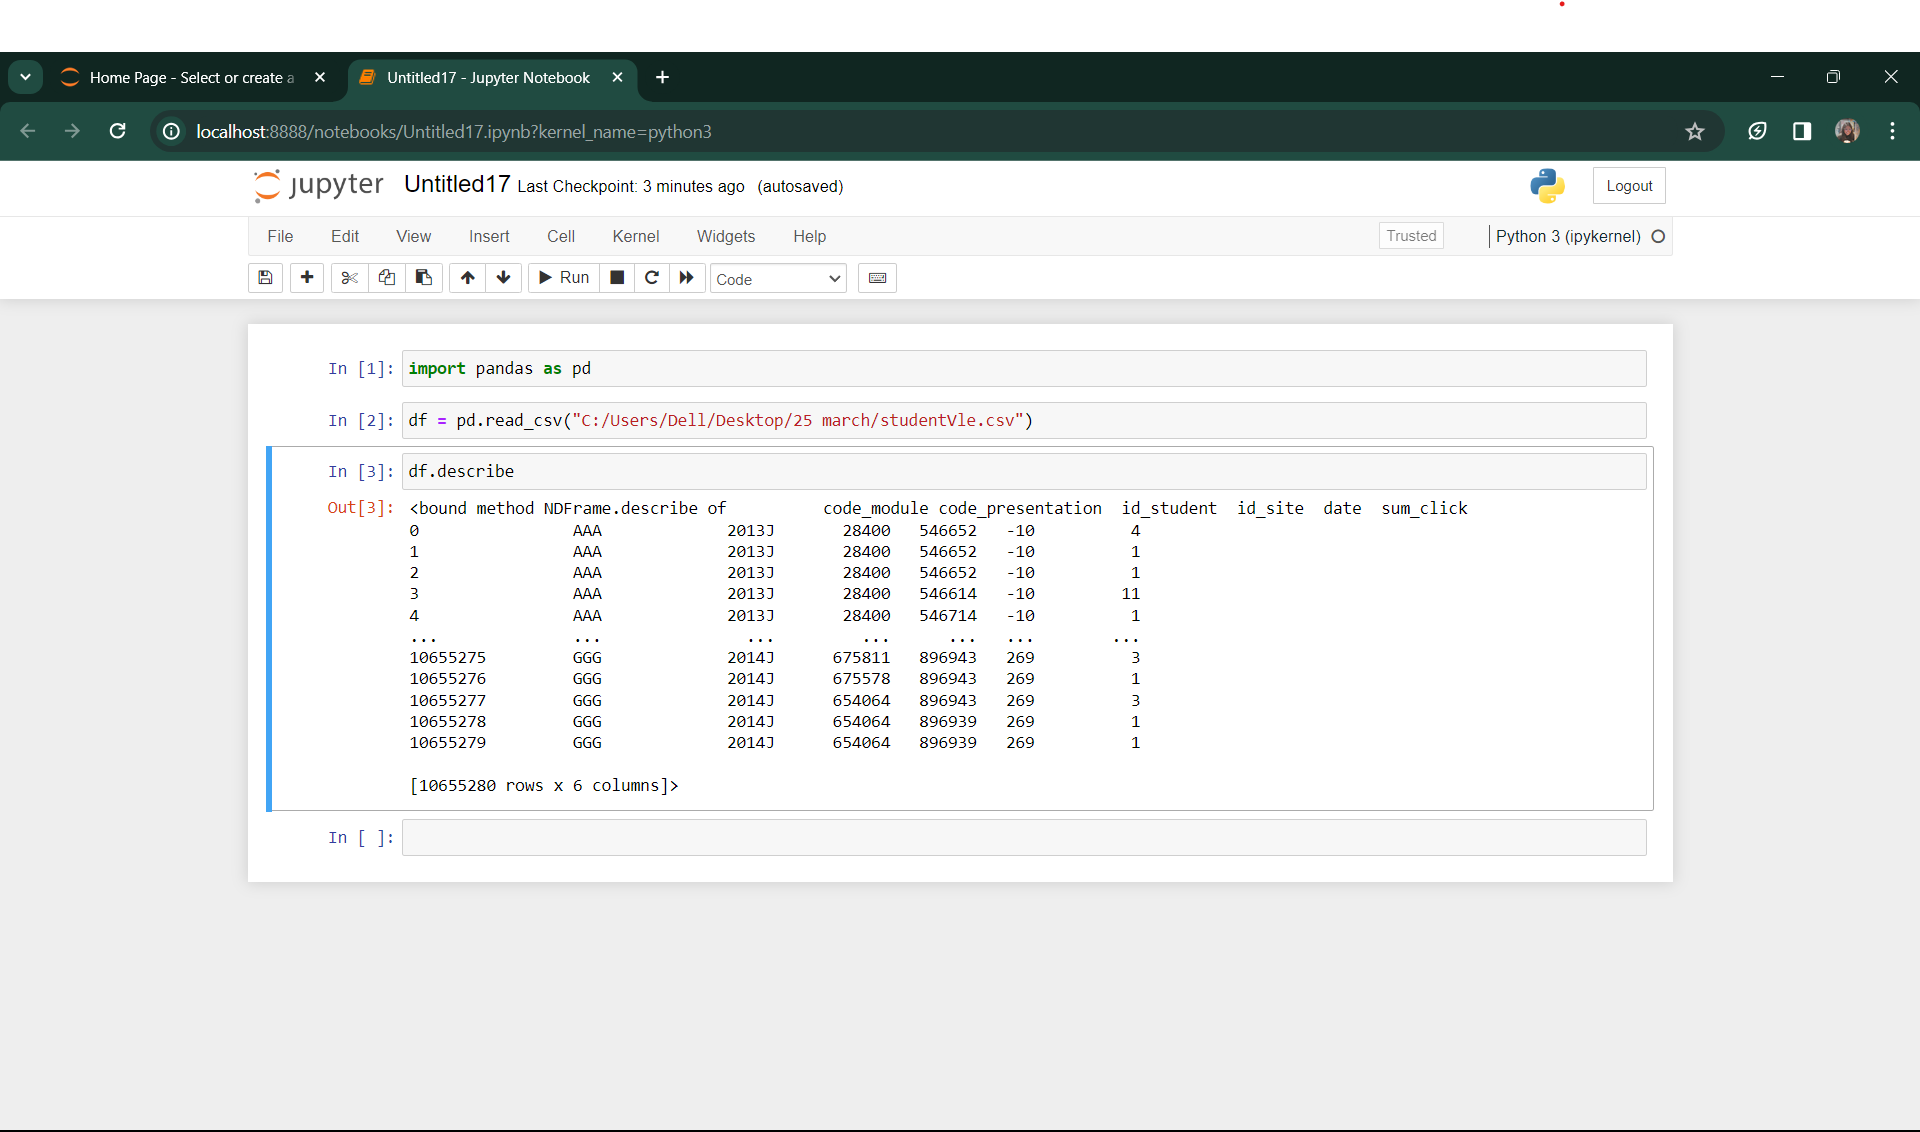 Home Page - Select or create a
Untitled17 - Jupyter Notebook
localhost:8888/notebooks/Untitled17.ipynb?kernel_name=python3
jupyter Untitled17 Last Checkpoint: 3 minutes ago (autosaved)
Logout
File Edit View Insert Cell Kernel Widgets Help
Trusted
Python 3 (ipykernel)
Run
Code
In [1]: import pandas as pd
In [2]: df = pd.read_csv("C:/Users/Dell/Desktop/25 march/studentVle.csv")
In [3]: df.describe
Out[3]: <bound method NDFrame.describe of          code_module code_presentation  id_student  id_site  date  sum_click
0 AAA 2013J 28400 546652 -10 4
1 AAA 2013J 28400 546652 -10 1
2 AAA 2013J 28400 546652 -10 1
3 AAA 2013J 28400 546614 -10 11
4 AAA 2013J 28400 546714 -10 1
... ... ... ... ... ... ...
10655275 GGG 2014J 675811 896943 269 3
10655276 GGG 2014J 675578 896943 269 1
10655277 GGG 2014J 654064 896943 269 3
10655278 GGG 2014J 654064 896939 269 1
10655279 GGG 2014J 654064 896939 269 1
[10655280 rows x 6 columns]>
In [ ]: